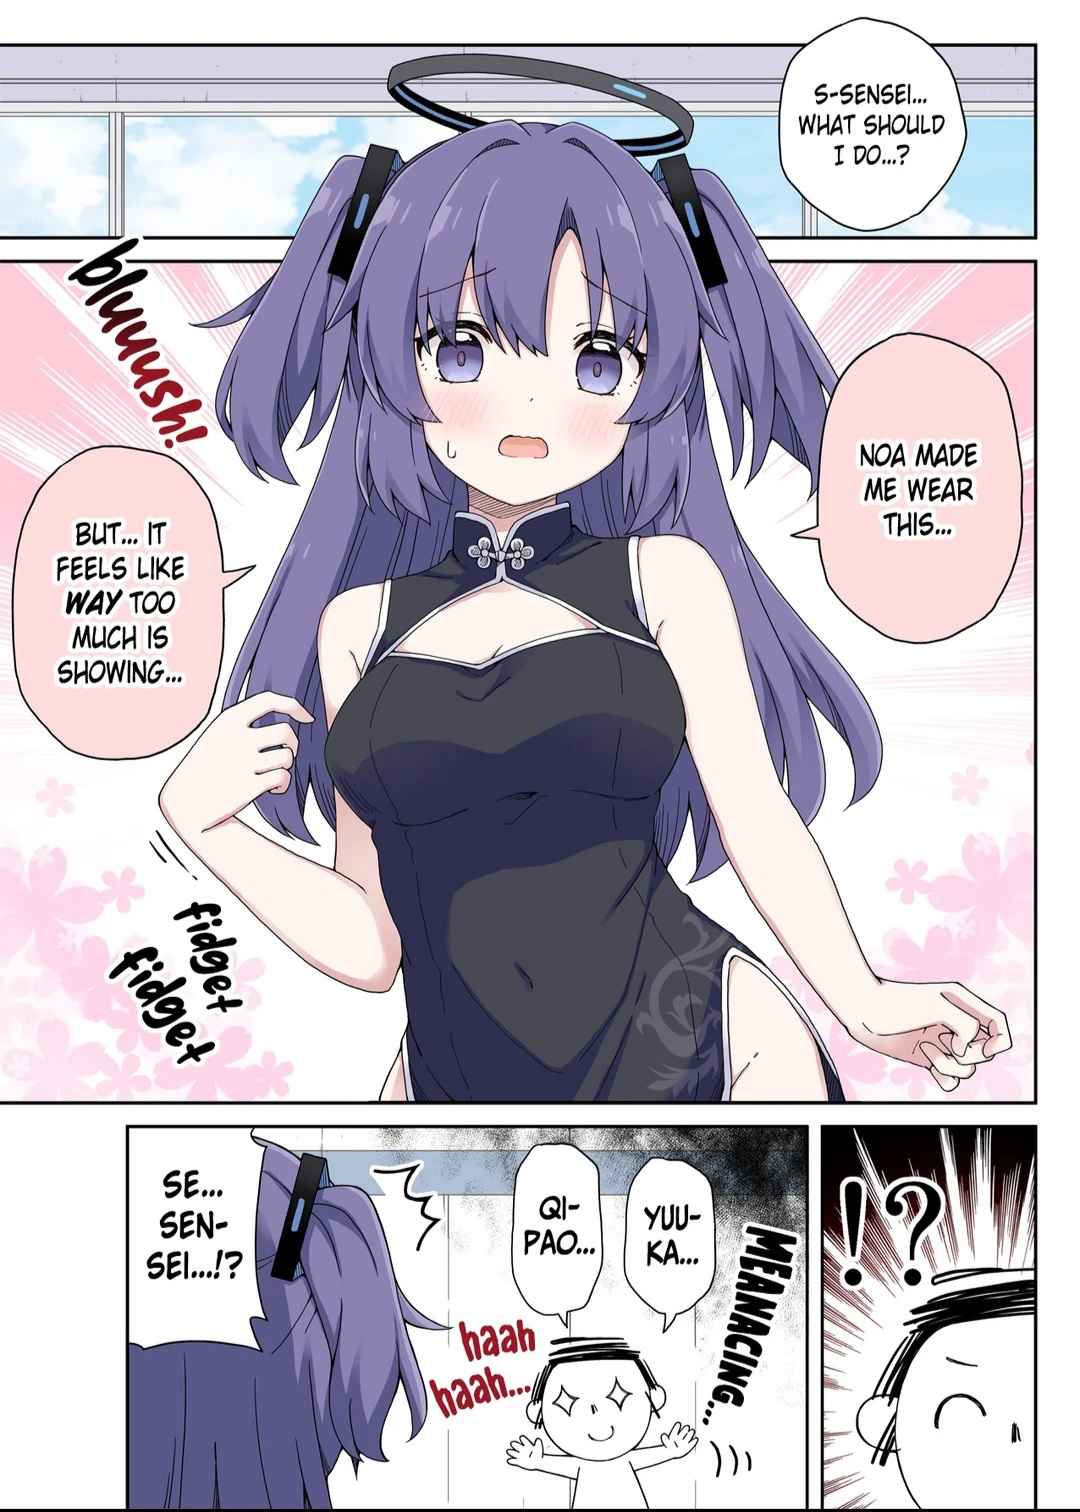 S-SENSEI...
WHAT SHOULD
I DO...?
NOA MADE
ME WEAR
THIS...
bluuush!
BUT... IT
FEELS LIKE
WAY TOO
MUCH IS
SHOWING...
fidget
fidget
!?
YUU-
KA...
QI-
PAO...
MEANACING...
haah
haah...
SE...
SEN-
SEI...!?